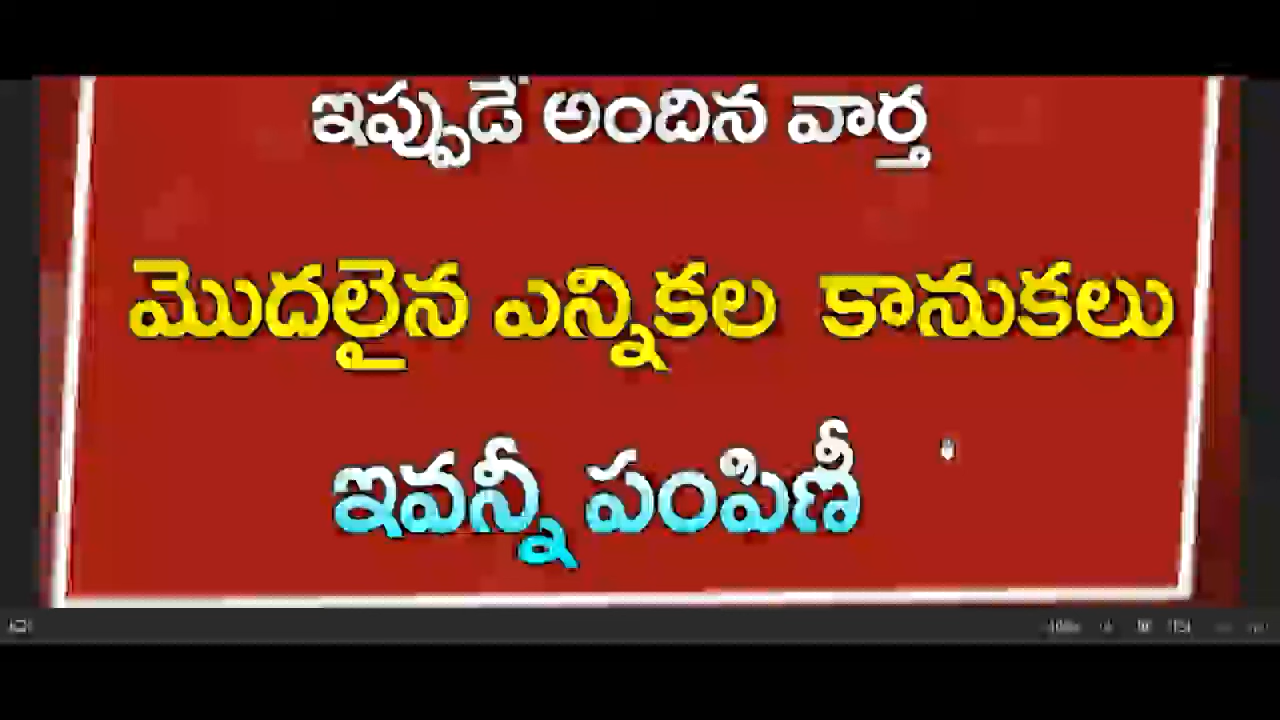 ఇప్పుడే అందిన వార్త
మొదలైన ఎన్నికల కానుకలు
ఇవన్నీ పంపిణీ